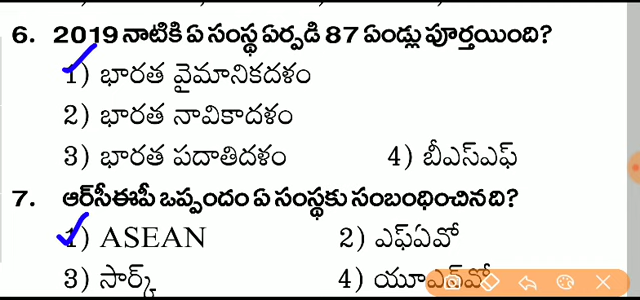 6. 2019 నాటికి ఏ సంస్థ ఏర్పడి 87 ఏండ్లు పూర్తయింది?
1) భారత వైమానికదళం
2) భారత నావికాదళం
3) భారత పదాతిదళం 4) బీఎస్ఎఫ్
7. ఆర్‌సీఈపీ ఒప్పందం ఏ సంస్థకు సంబంధించినది?
1) ASEAN 2) ఎఫ్ఏవో
3) సార్క్ 4) యూఎన్‌వో